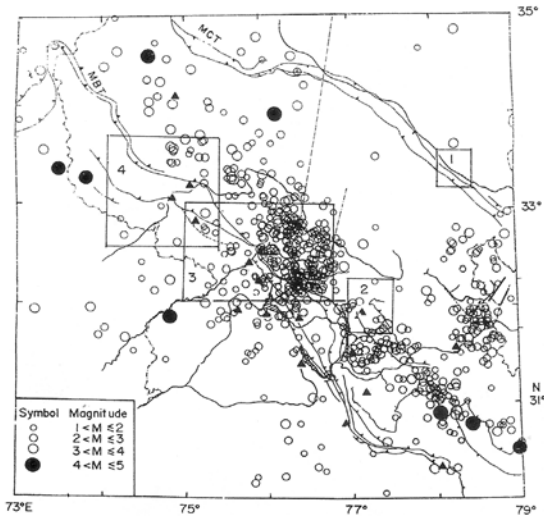 35°
MCT
MBT
4
1
33°
3
2
N
31°
Symbol Magnitude
1 < M ≤ 2
2 < M ≤ 3
3 < M ≤ 4
4 < M ≤ 5
73°E 75° 77° 79°